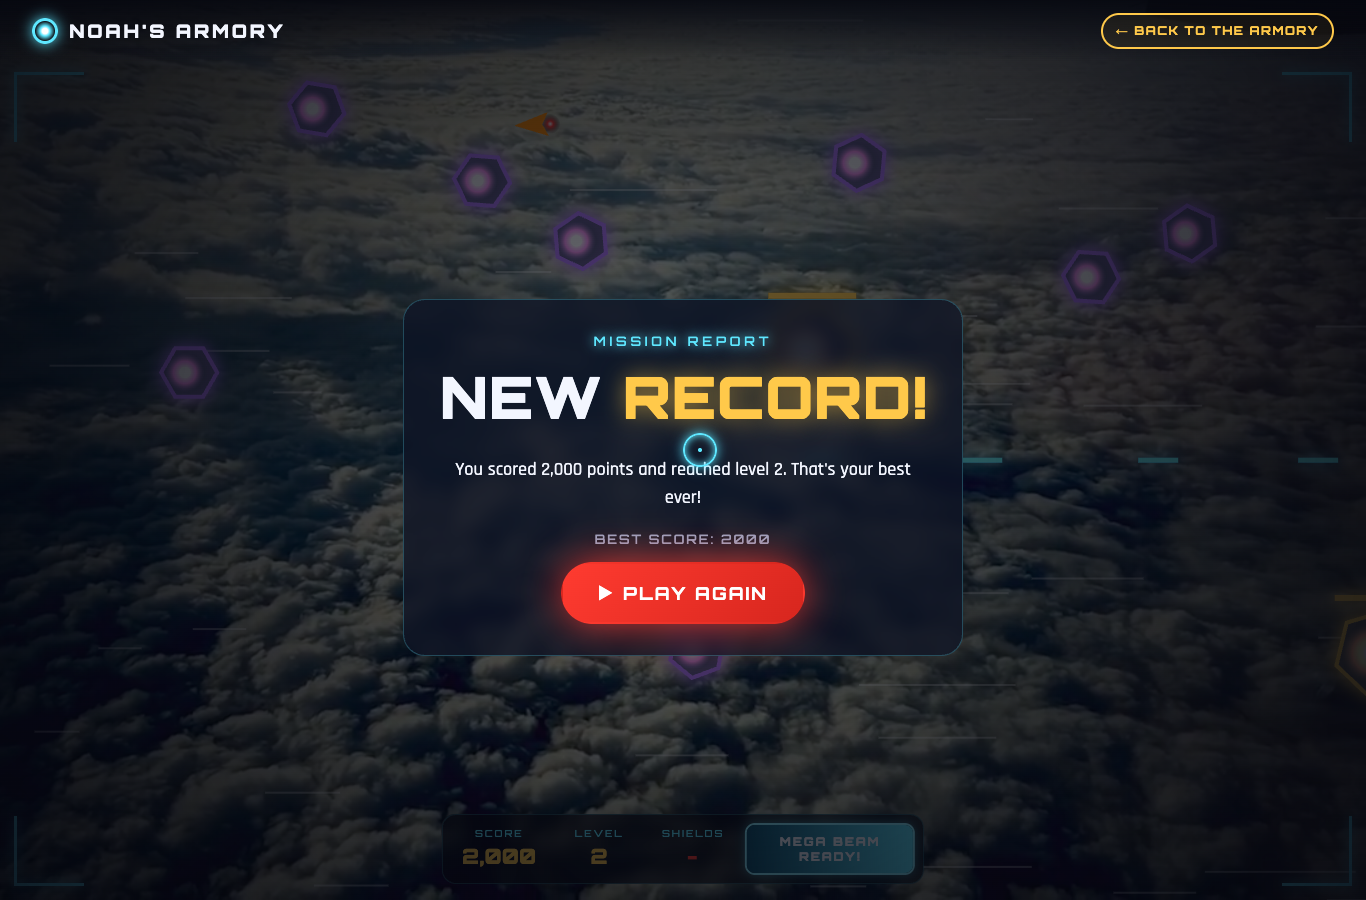 NOAH'S ARMORY
← BACK TO THE ARMORY
MISSION REPORT
NEW RECORD!
You scored 2,000 points and reached level 2. That's your best
ever!
BEST SCORE: 2000
▶ PLAY AGAIN
SCORE
LEVEL
SHIELDS
2,000
2
-
MEGA BEAM
READY!